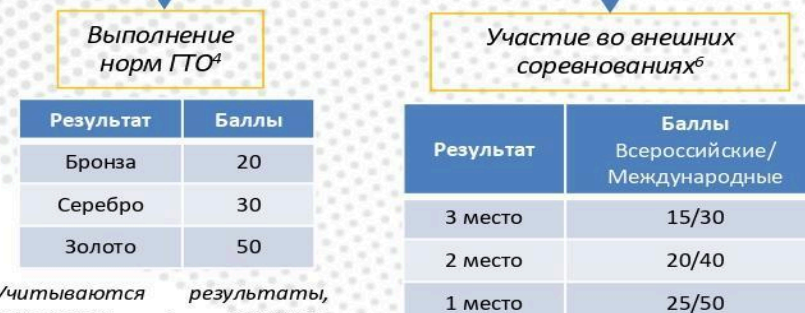 Выполнение
норм ГТО⁴
Результат Баллы
Бронза 20
Серебро 30
Золото 50
Учитываются результаты,
Участие во внешних
соревнованиях⁶
Результат Баллы
Всероссийские/
Международные
3 место 15/30
2 место 20/40
1 место 25/50